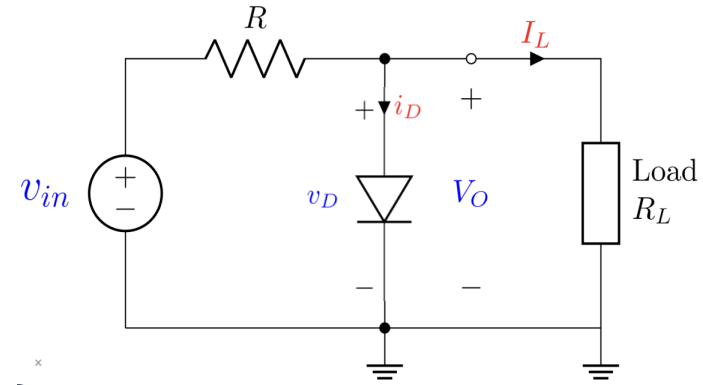 R
I_L
+ i_D +
v_in + −
v_D V_O
Load
R_L
− −
×